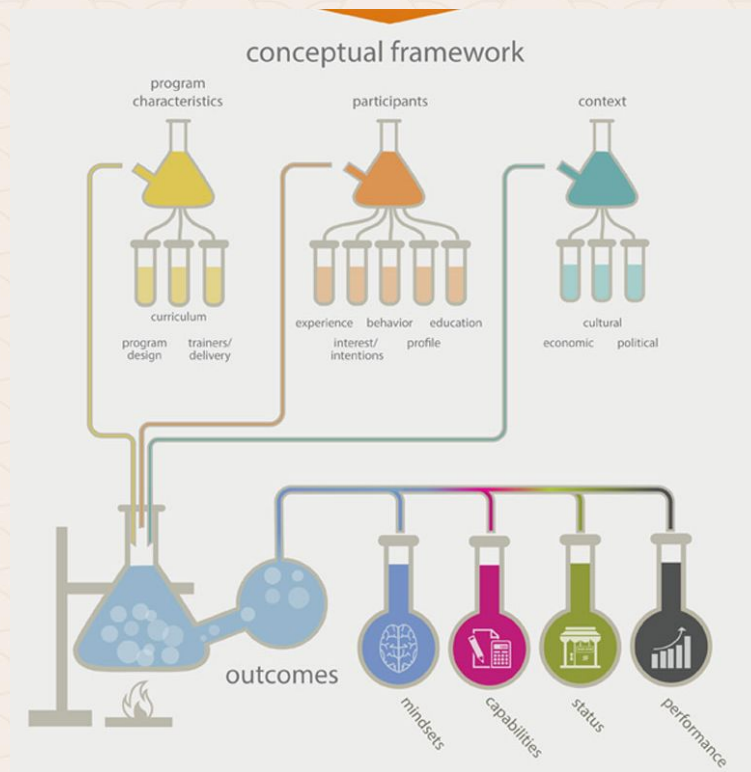 conceptual framework
program
characteristics
participants
context
curriculum
program
design
trainers/
delivery
experience
behavior
education
interest/
intentions
profile
cultural
economic
political
outcomes
mindsets
capabilities
status
performance